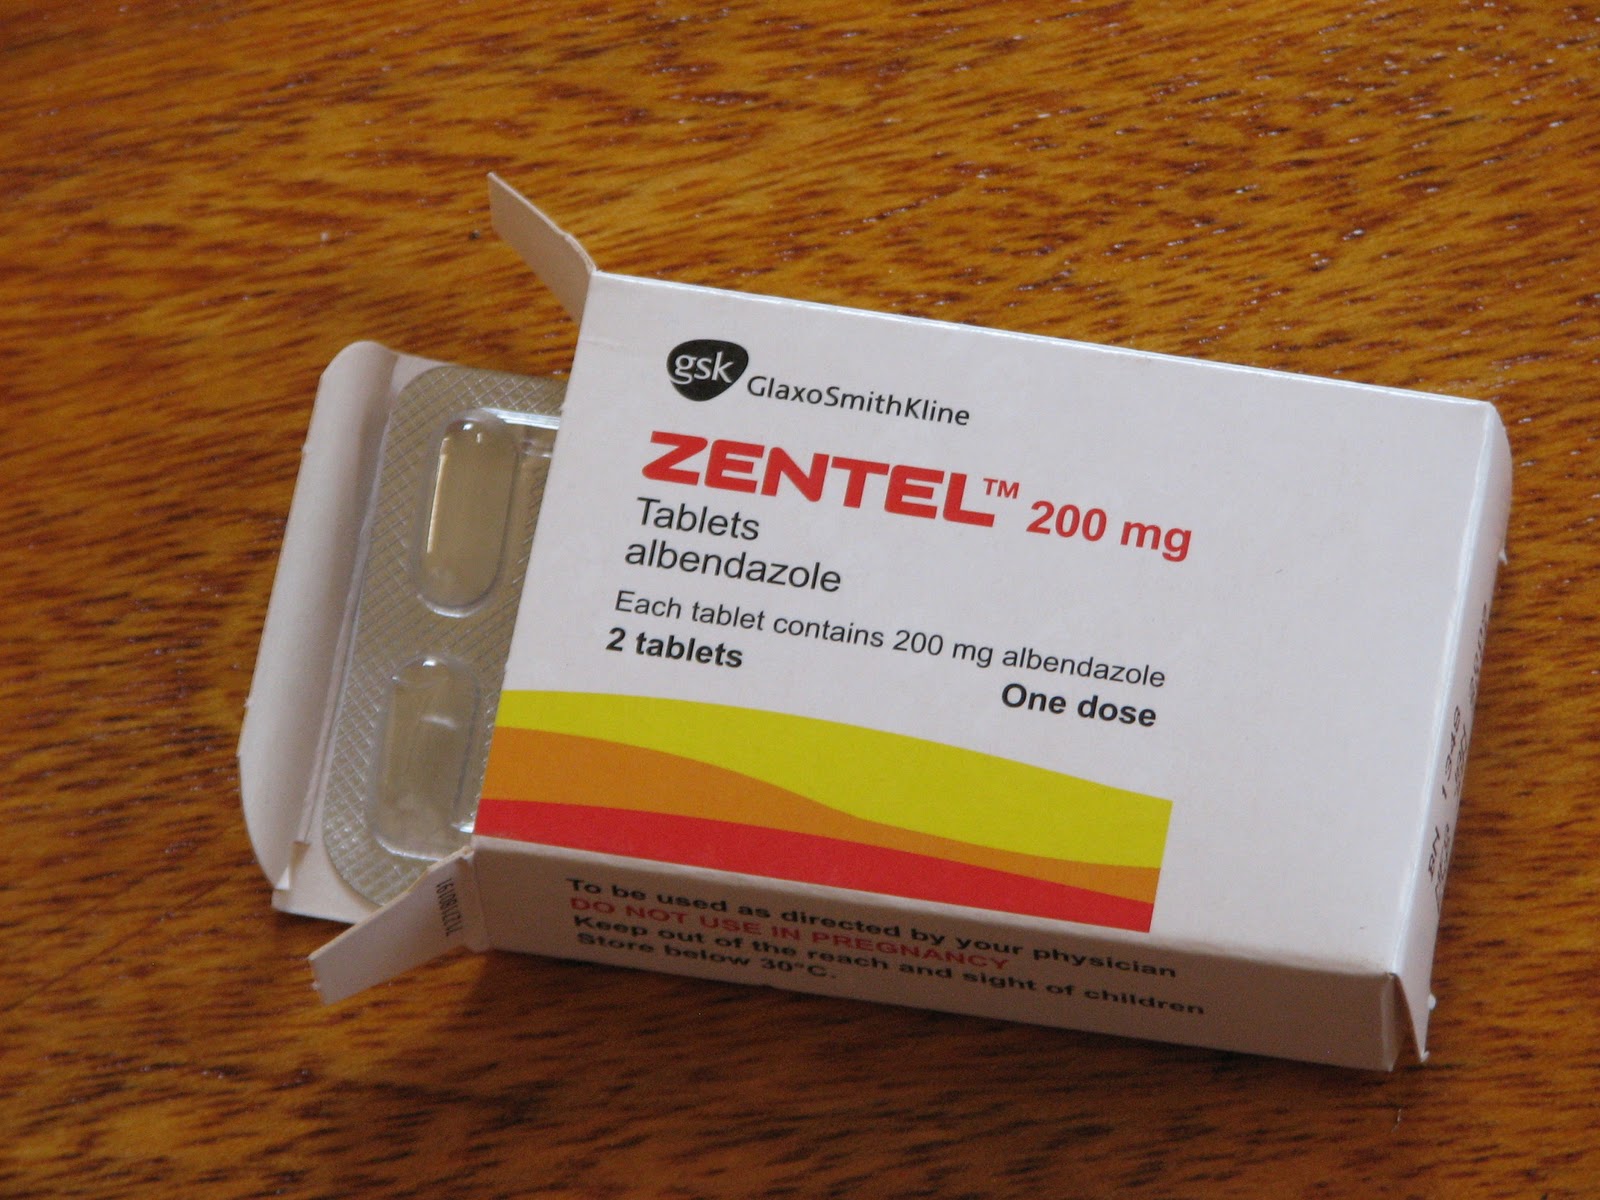 gsk GlaxoSmithKline
ZENTEL™ 200 mg
Tablets
albendazole
Each tablet contains 200 mg albendazole
2 tablets
One dose
To be used as directed by your physician
DO NOT USE IN PREGNANCY
Keep out of the reach and sight of children
Store below 30°C.
BN 1348